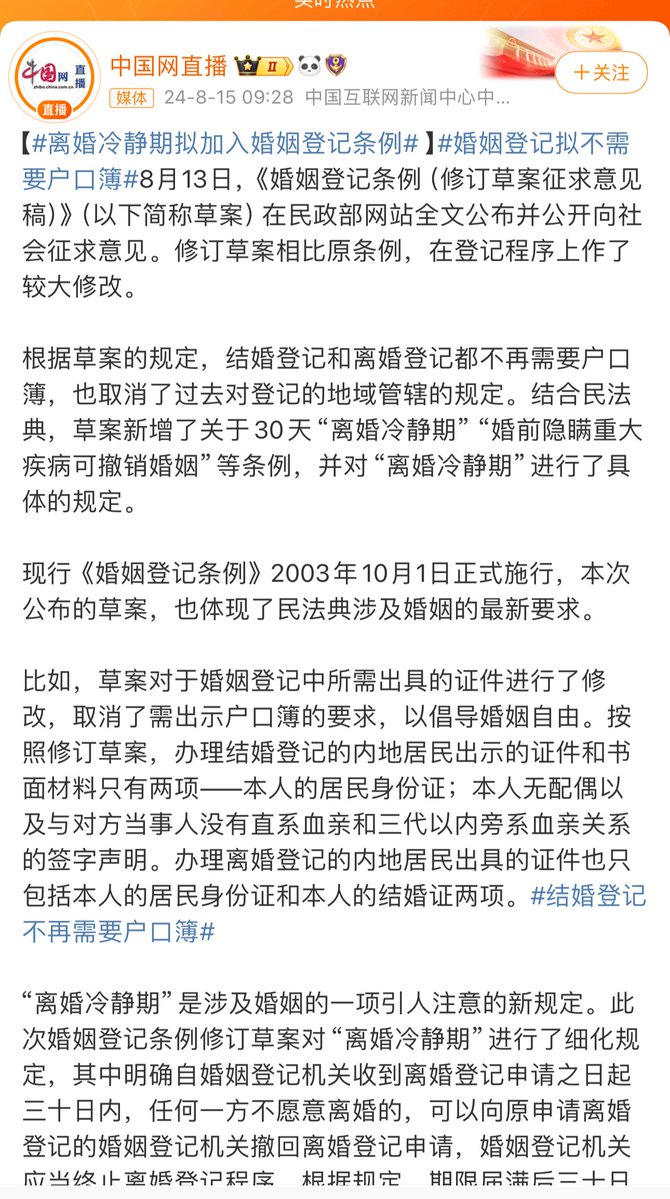 实时热点
中国网直播
II
+关注
中国网
直播
zhibo.china.com.cn
直播
媒体 24-8-15 09:28 中国互联网新闻中心中...
【#离婚冷静期拟加入婚姻登记条例#】#婚姻登记拟不需
要户口簿#8月13日，《婚姻登记条例（修订草案征求意见
稿）》（以下简称草案）在民政部网站全文公布并公开向社
会征求意见。修订草案相比原条例，在登记程序上作了
较大修改。
根据草案的规定，结婚登记和离婚登记都不再需要户口
簿，也取消了过去对登记的地域管辖的规定。结合民法
典，草案新增了关于30天“离婚冷静期”“婚前隐瞒重大
疾病可撤销婚姻”等条例，并对“离婚冷静期”进行了具
体的规定。
现行《婚姻登记条例》2003年10月1日正式施行，本次
公布的草案，也体现了民法典涉及婚姻的最新要求。
比如，草案对于婚姻登记中所需出具的证件进行了修
改，取消了需出示户口簿的要求，以倡导婚姻自由。按
照修订草案，办理结婚登记的内地居民出示的证件和书
面材料只有两项——本人的居民身份证；本人无配偶以
及与对方当事人没有直系血亲和三代以内旁系血亲关系
的签字声明。办理离婚登记的内地居民出具的证件也只
包括本人的居民身份证和本人的结婚证两项。#结婚登记
不再需要户口簿#
“离婚冷静期”是涉及婚姻的一项引人注意的新规定。此
次婚姻登记条例修订草案对“离婚冷静期”进行了细化规
定，其中明确自婚姻登记机关收到离婚登记申请之日起
三十日内，任何一方不愿意离婚的，可以向原申请离婚
登记的婚姻登记机关撤回离婚登记申请，婚姻登记机关
应当终止离婚登记程序。根据规定，期限届满后三十日